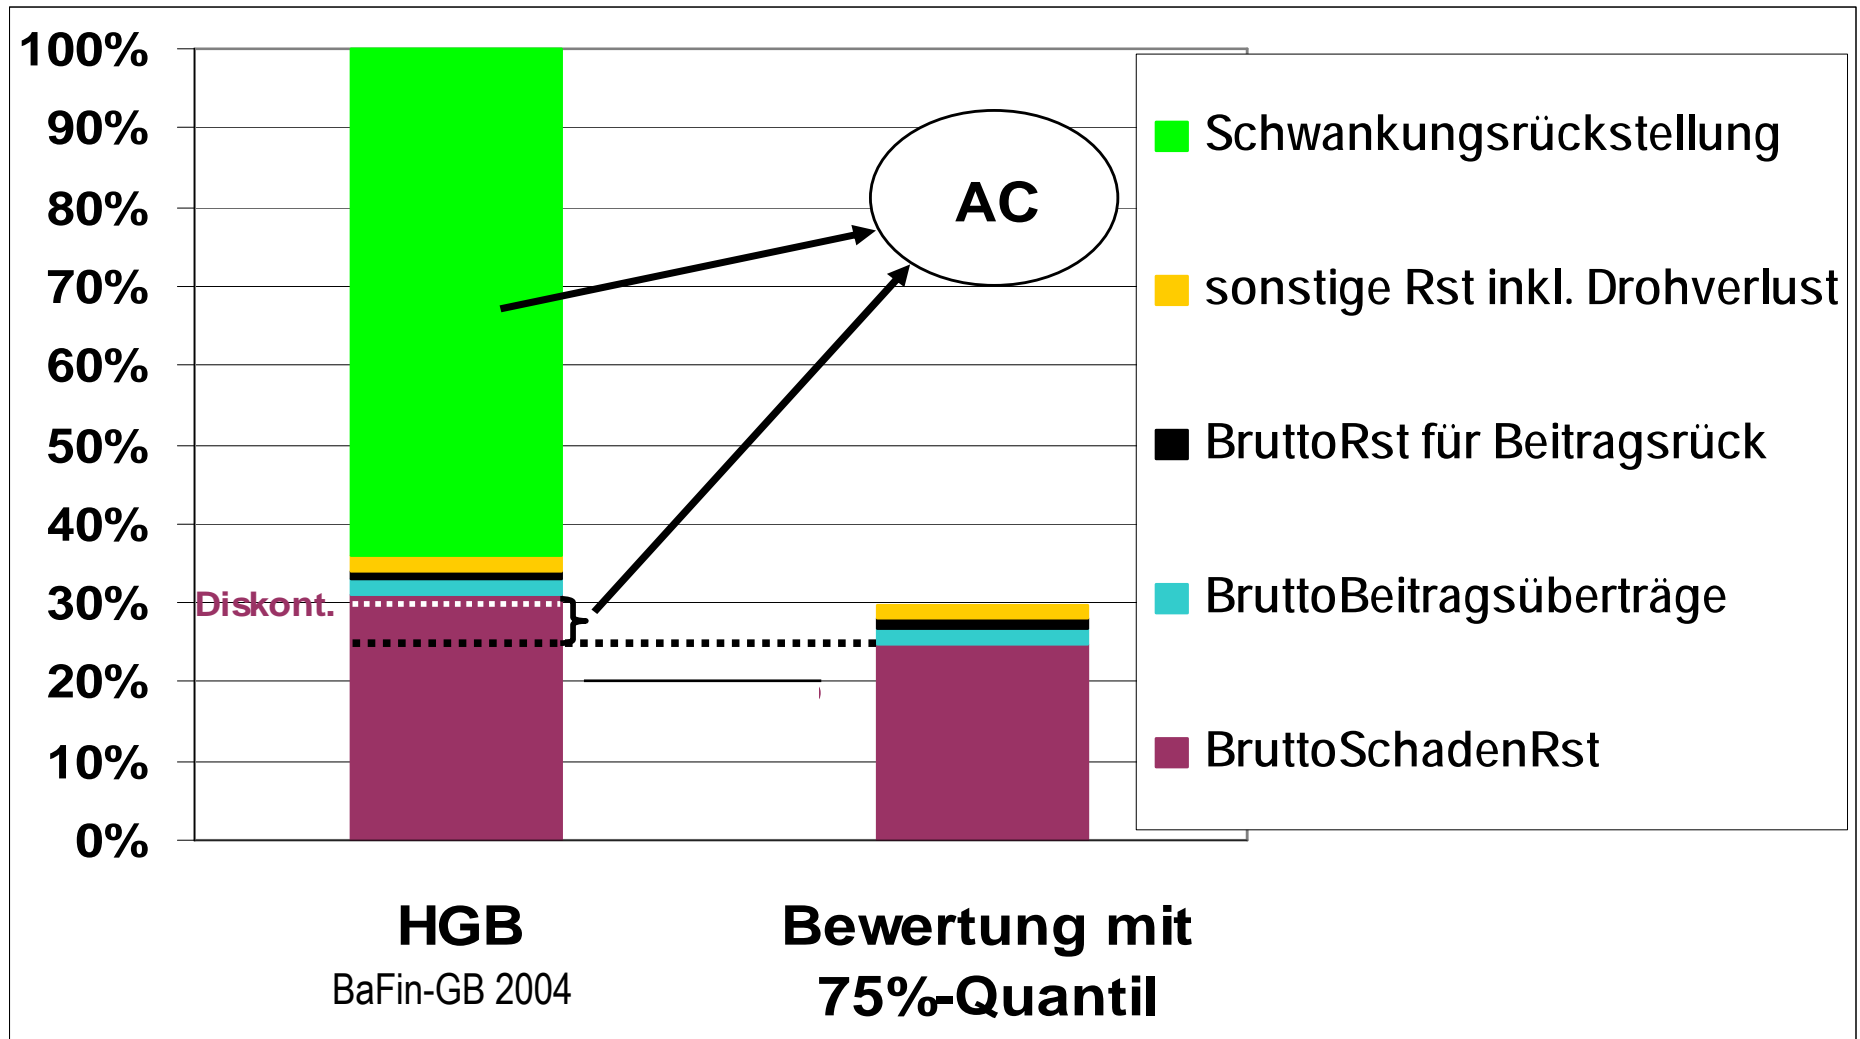 100%
90%
80%
70%
60%
50%
40%
30%
20%
10%
0%
Diskont.
AC
Schwankungsrückstellung
sonstige Rst inkl. Drohverlust
BruttoRst für Beitragsrück
BruttoBeitragsüberträge
BruttoSchadenRst
HGB
BaFin-GB 2004
Bewertung mit
75%-Quantil